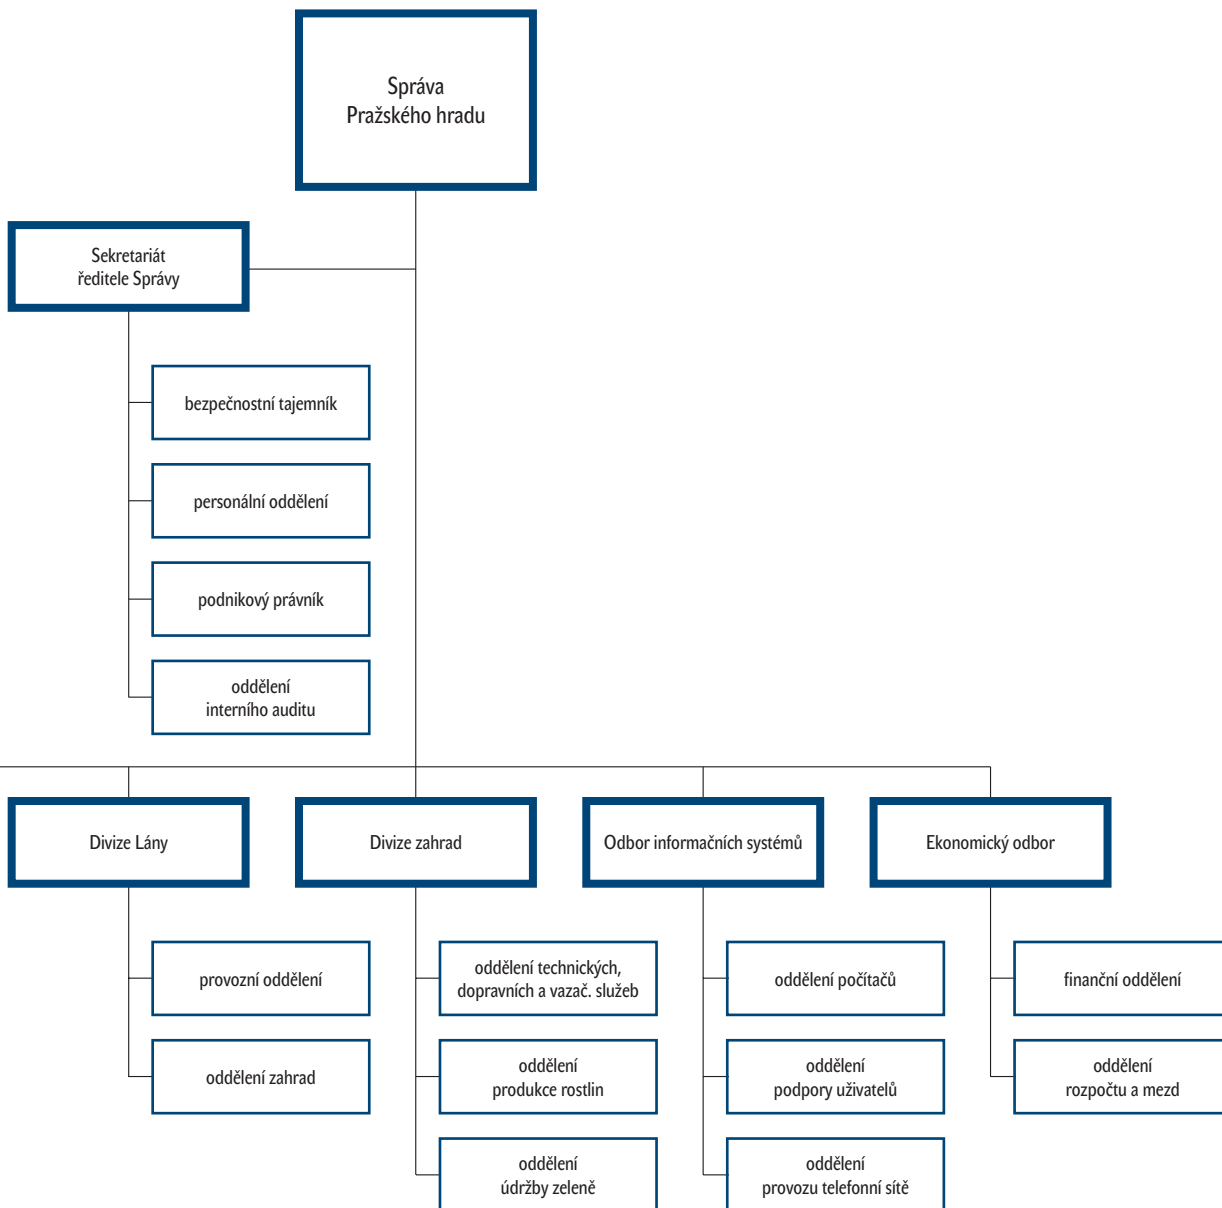 Správa
Pražského hradu
Sekretariát
ředitele Správy
bezpečnostní tajemník
personální oddělení
podnikový právník
oddělení
interního auditu
Divize Lány
provozní oddělení
oddělení zahrad
Divize zahrad
oddělení technických,
dopravních a vazač. služeb
oddělení
produkce rostlin
oddělení
údržby zeleně
Odbor informačních systémů
oddělení počítačů
oddělení
podpory uživatelů
oddělení
provozu telefonní sítě
Ekonomický odbor
finanční oddělení
oddělení
rozpočtu a mezd